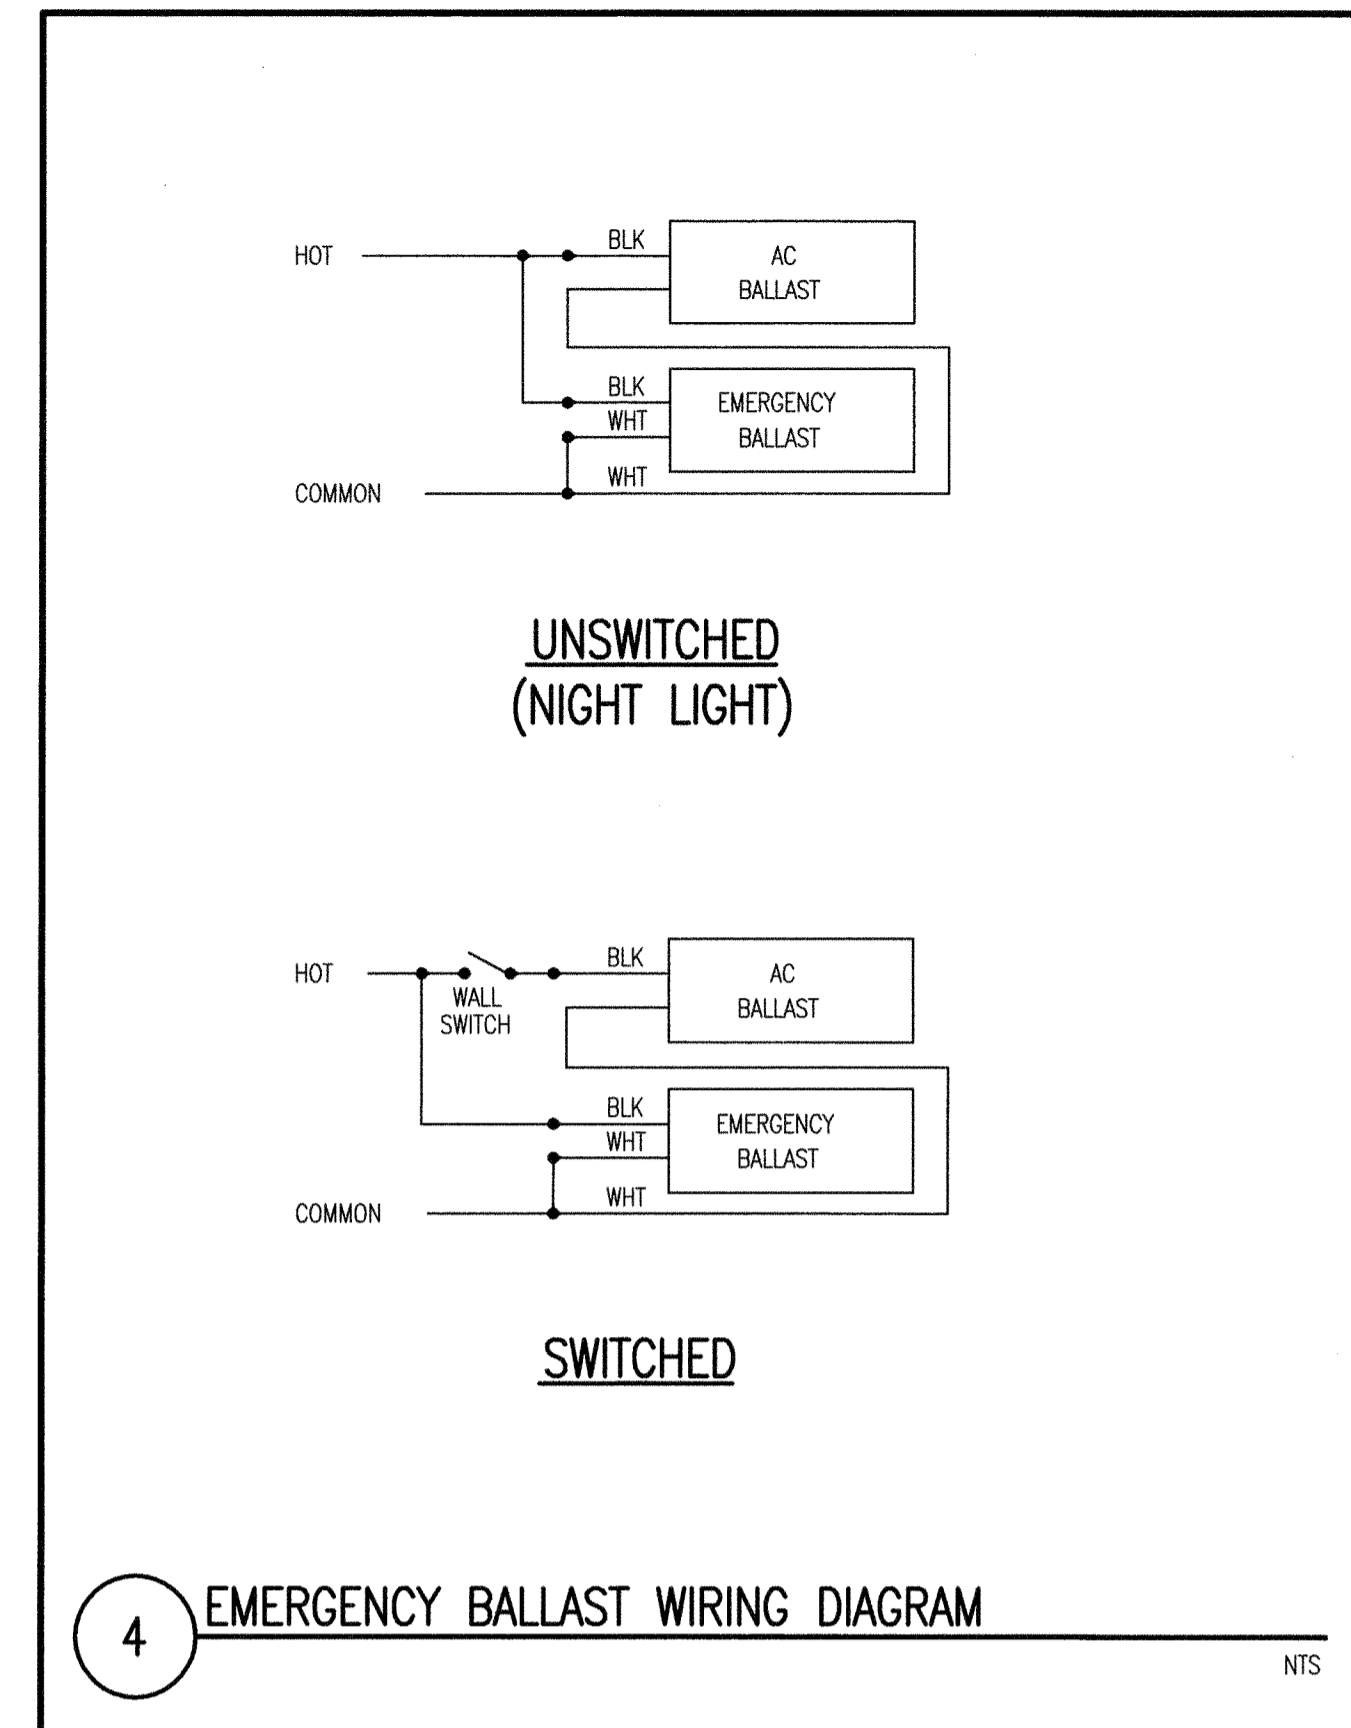 BLK
HOT
AC
BALLAST
BLK
EMERGENCY
WHT
BALLAST
WHT
COMMON
UNSWITCHED
(NIGHT LIGHT)
BLK
HOT
AC
WALL
BALLAST
SWITCH
BLK
EMERGENCY
WHT
BALLAST
WHT
COMMON
SWITCHED
4
EMERGENCY BALLAST WIRING DIAGRAM
NTS